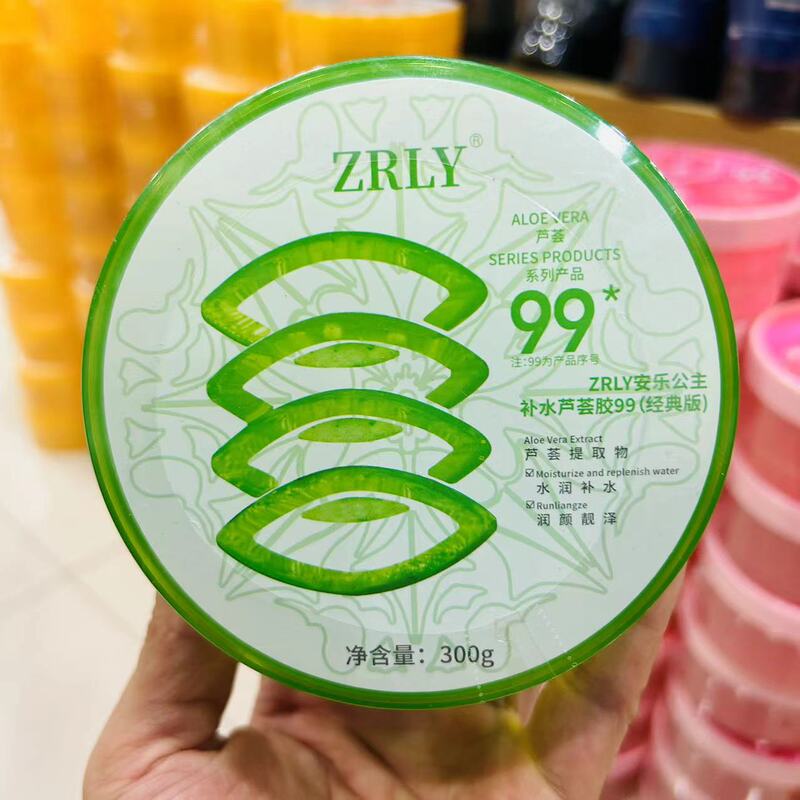 ZRLY®
ALOE VERA
芦荟
SERIES PRODUCTS
系列产品
99*
注:99为产品序号
ZRLY安乐公主
补水芦荟胶99(经典版)
Aloe Vera Extract
芦荟提取物
☑Moisturize and replenish water
水润补水
☑Runliangze
润颜靓泽
净含量：300g